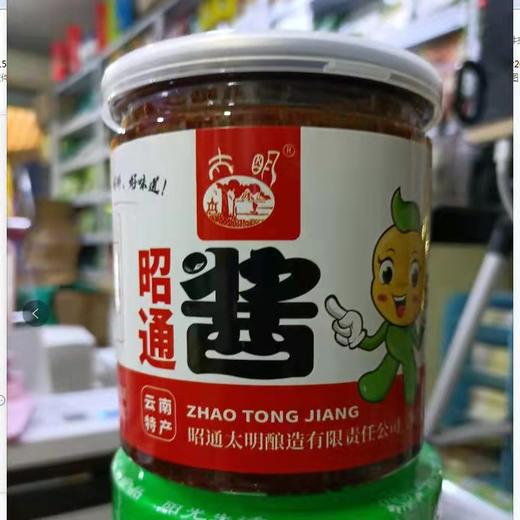 太明®
好味道!
昭通
酱
云南
特产
ZHAO TONG JIANG
昭通太明酿造有限责任公司